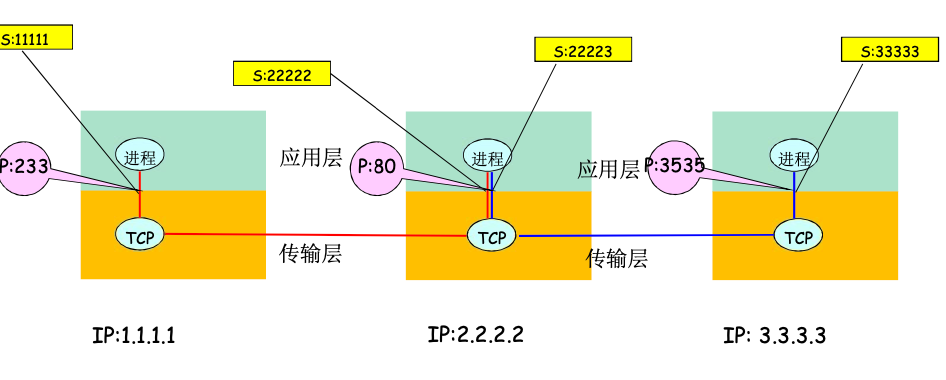 S:11111
S:22222
S:22223
S:33333
进程
应用层
进程
应用层
进程
P:233
P:80
P:3535
TCP
传输层
TCP
传输层
TCP
IP:1.1.1.1
IP:2.2.2.2
IP: 3.3.3.3